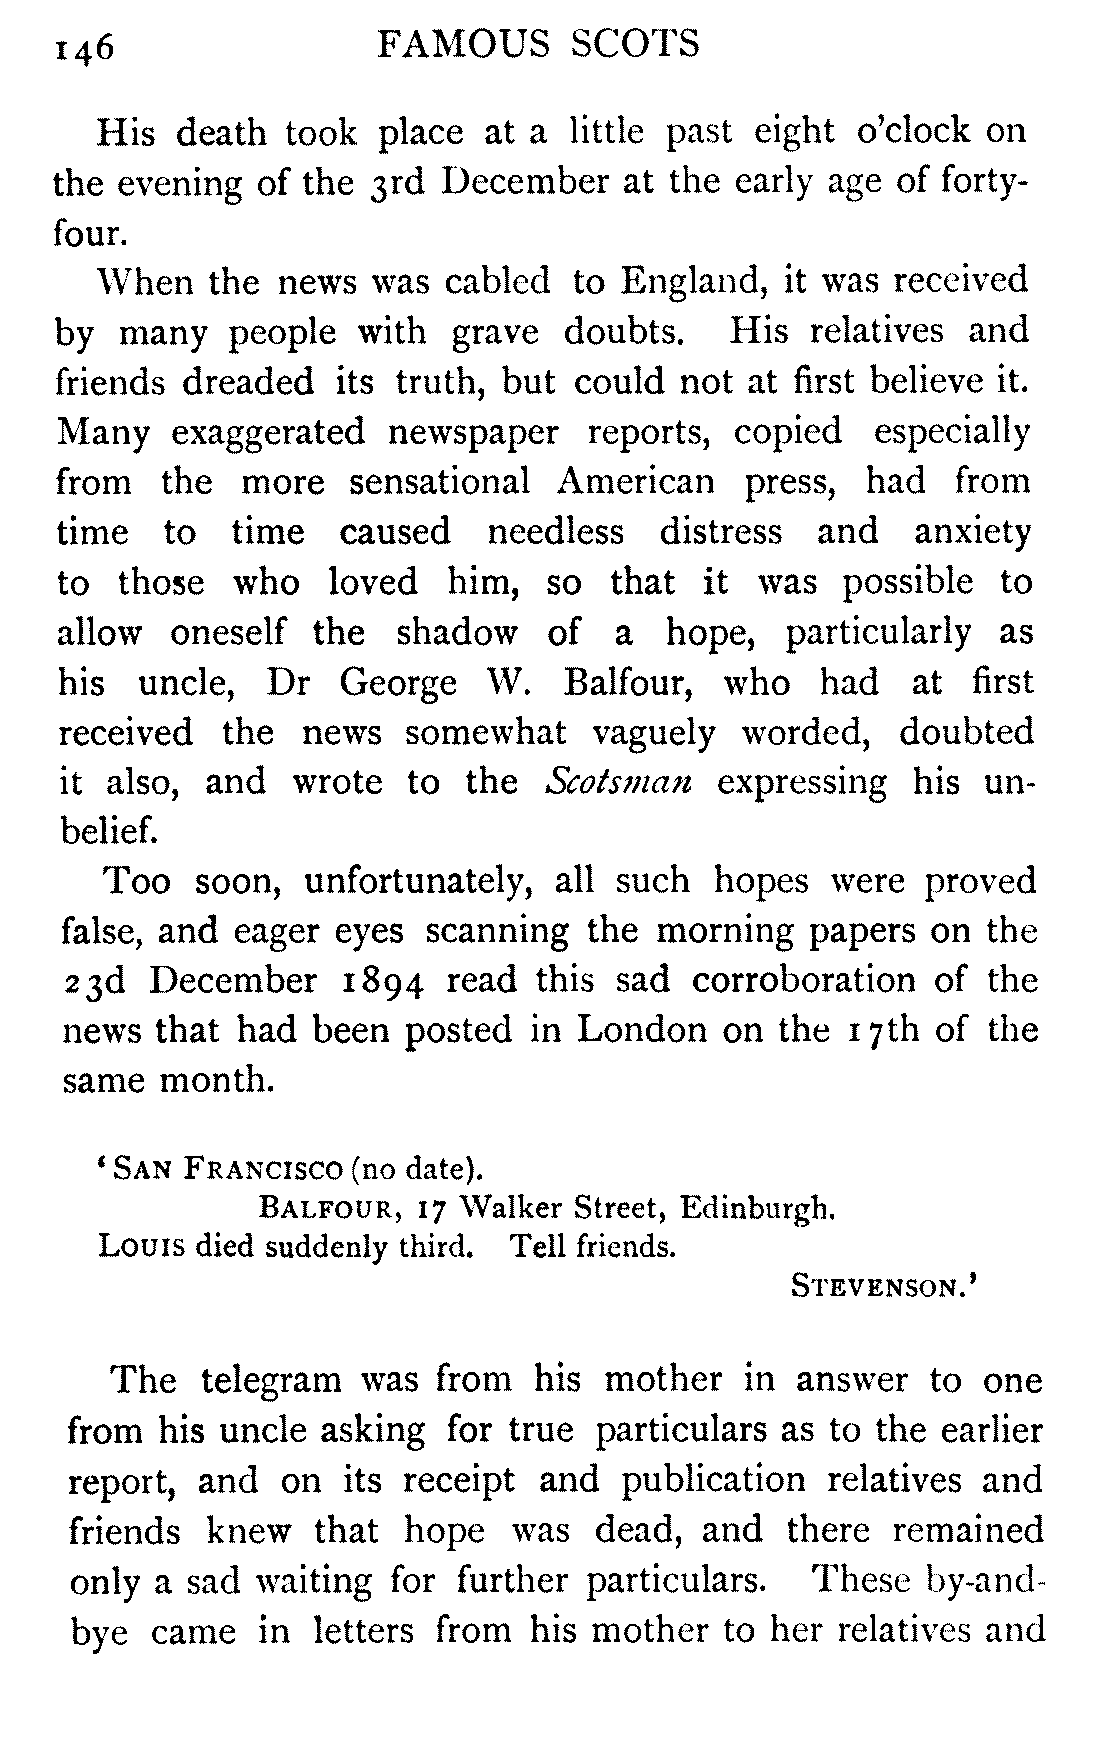 146 FAMOUS SCOTS
His death took place at a little past eight o'clock on
the evening of the 3rd December at the early age of forty-
four.
When the news was cabled to England, it was received
by many people with grave doubts. His relatives and
friends dreaded its truth, but could not at first believe it.
Many exaggerated newspaper reports, copied especially
from the more sensational American press, had from
time to time caused needless distress and anxiety
to those who loved him, so that it was possible to
allow oneself the shadow of a hope, particularly as
his uncle, Dr George W. Balfour, who had at first
received the news somewhat vaguely worded, doubted
it also, and wrote to the Scotsman expressing his un-
belief.
Too soon, unfortunately, all such hopes were proved
false, and eager eyes scanning the morning papers on the
23d December 1894 read this sad corroboration of the
news that had been posted in London on the 17th of the
same month.
‘SAN FRANCISCO (no date).
BALFOUR, 17 Walker Street, Edinburgh.
LOUIS died suddenly third. Tell friends.
STEVENSON.’
The telegram was from his mother in answer to one
from his uncle asking for true particulars as to the earlier
report, and on its receipt and publication relatives and
friends knew that hope was dead, and there remained
only a sad waiting for further particulars. These by-and-
bye came in letters from his mother to her relatives and